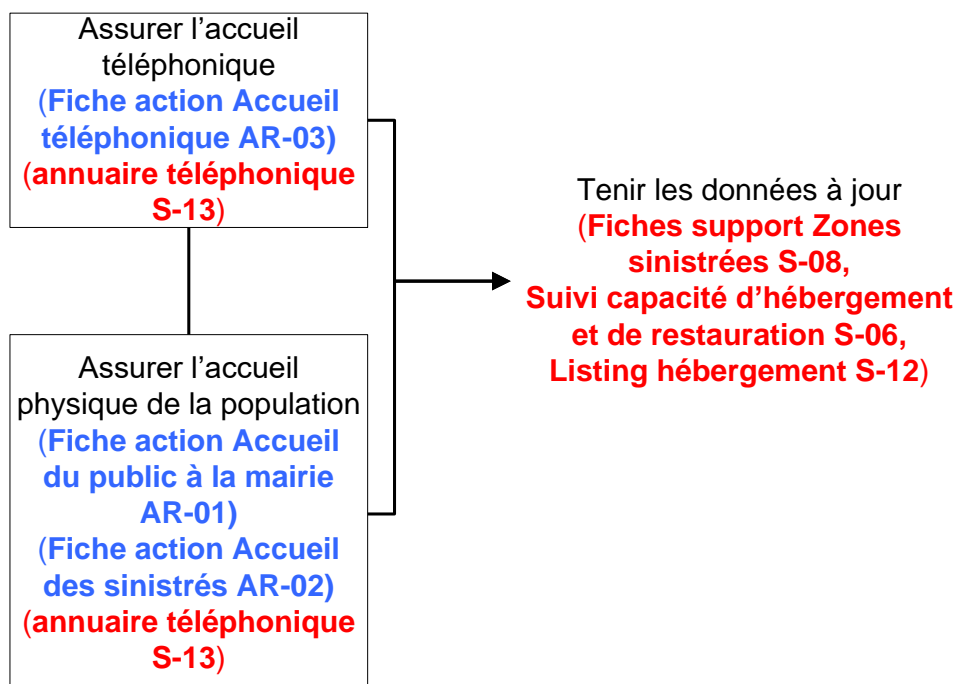 Assurer l’accueil
téléphonique
(Fiche action Accueil
téléphonique AR-03)
(annuaire téléphonique
S-13)
Assurer l’accueil
physique de la population
(Fiche action Accueil
du public à la mairie
AR-01)
(Fiche action Accueil
des sinistrés AR-02)
(annuaire téléphonique
S-13)
Tenir les données à jour
(Fiches support Zones
sinistrées S-08,
Suivi capacité d’hébergement
et de restauration S-06,
Listing hébergement S-12)